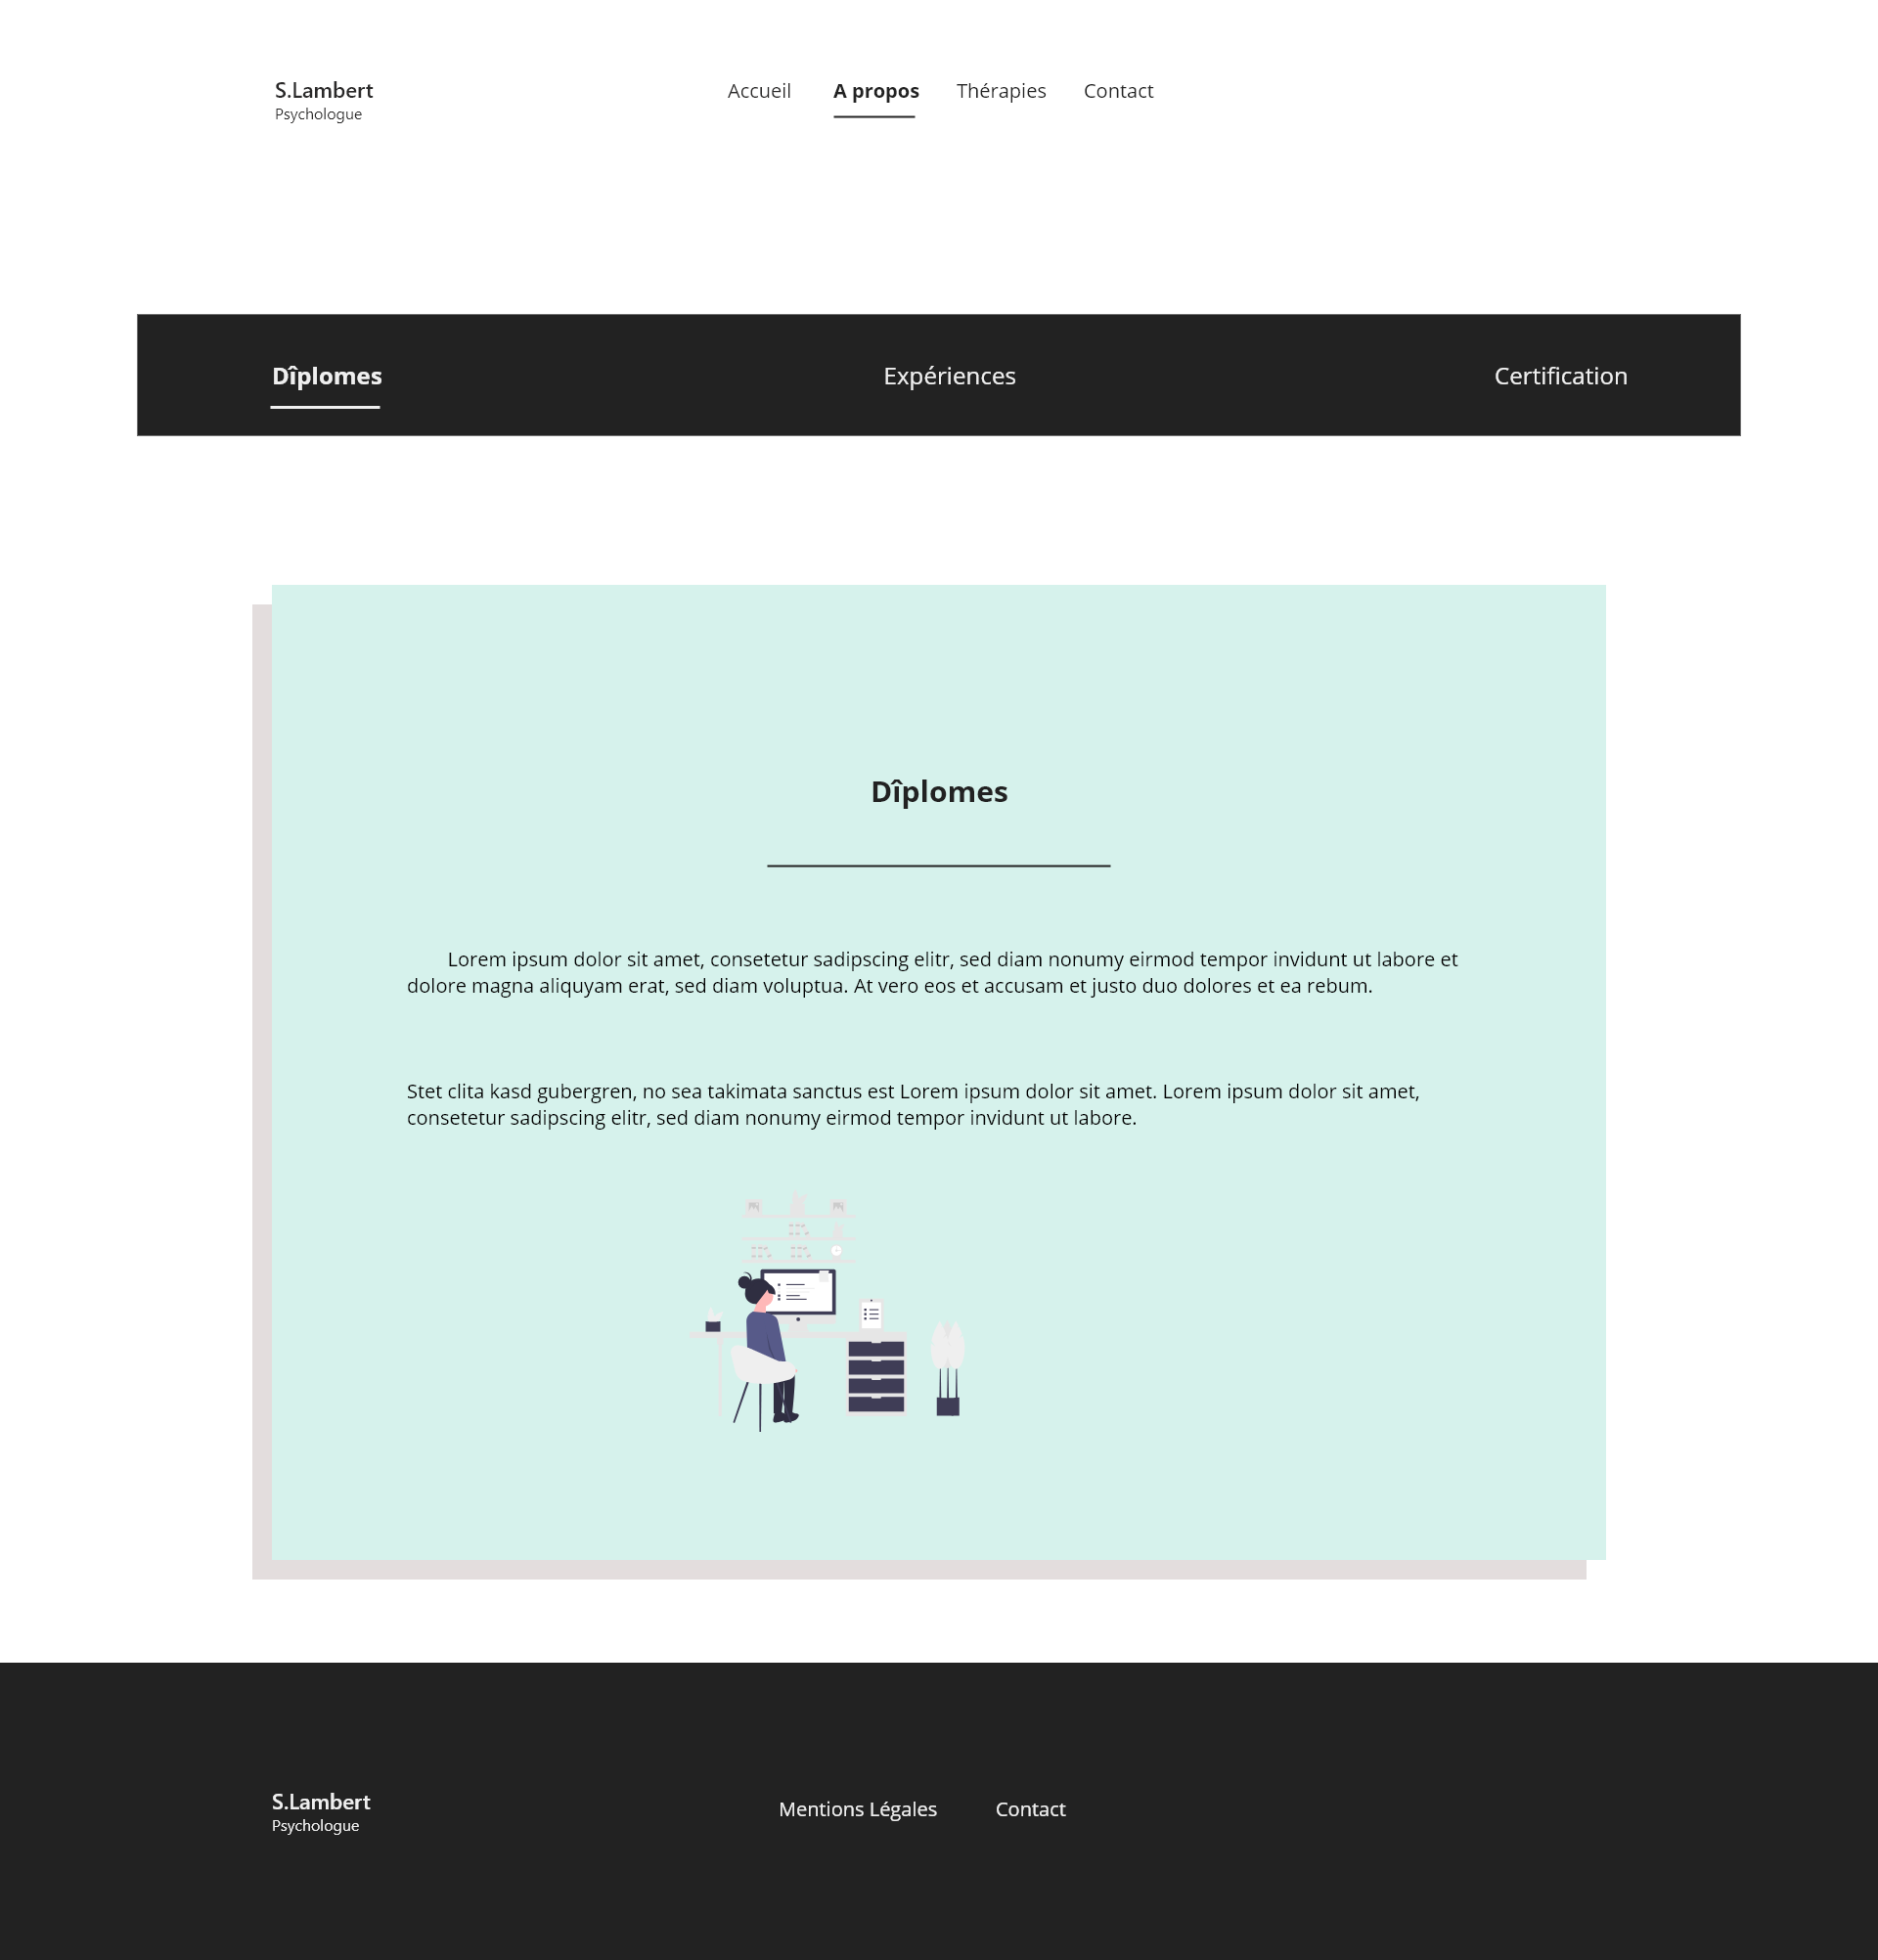 S.Lambert
Psychologue
Accueil
A propos
Thérapies
Contact
Dîplomes
Expériences
Certification
Dîplomes
Lorem ipsum dolor sit amet, consetetur sadipscing elitr, sed diam nonumy eirmod tempor invidunt ut labore et
dolore magna aliquyam erat, sed diam voluptua. At vero eos et accusam et justo duo dolores et ea rebum.
Stet clita kasd gubergren, no sea takimata sanctus est Lorem ipsum dolor sit amet. Lorem ipsum dolor sit amet,
consetetur sadipscing elitr, sed diam nonumy eirmod tempor invidunt ut labore.
S.Lambert
Psychologue
Mentions Légales
Contact